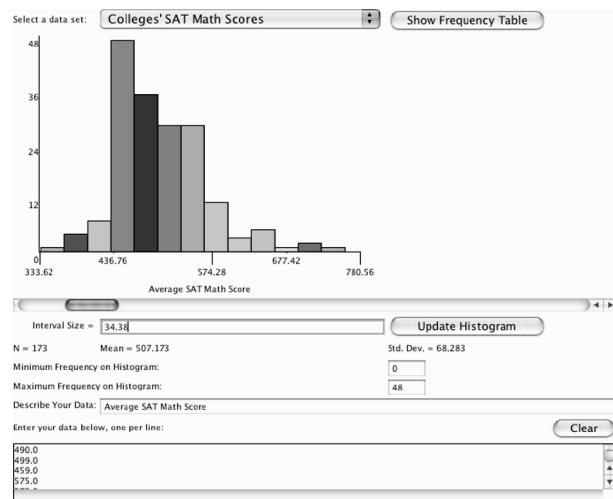 Select a data set: Colleges' SAT Math Scores Show Frequency Table
48
36
24
12
0
333.62 436.76 574.28 677.42 780.56
Average SAT Math Score
Interval Size = 34.38 Update Histogram
N = 173 Mean = 507.173 Std. Dev. = 68.283
Minimum Frequency on Histogram: 0
Maximum Frequency on Histogram: 48
Describe Your Data: Average SAT Math Score
Enter your data below, one per line: Clear
490.0
499.0
459.0
575.0